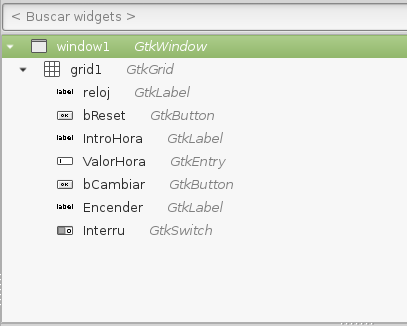 < Buscar widgets >
window1 GtkWindow
grid1 GtkGrid
label reloj GtkLabel
OK bReset GtkButton
label IntroHora GtkLabel
ValorHora GtkEntry
OK bCambiar GtkButton
label Encender GtkLabel
Interru GtkSwitch